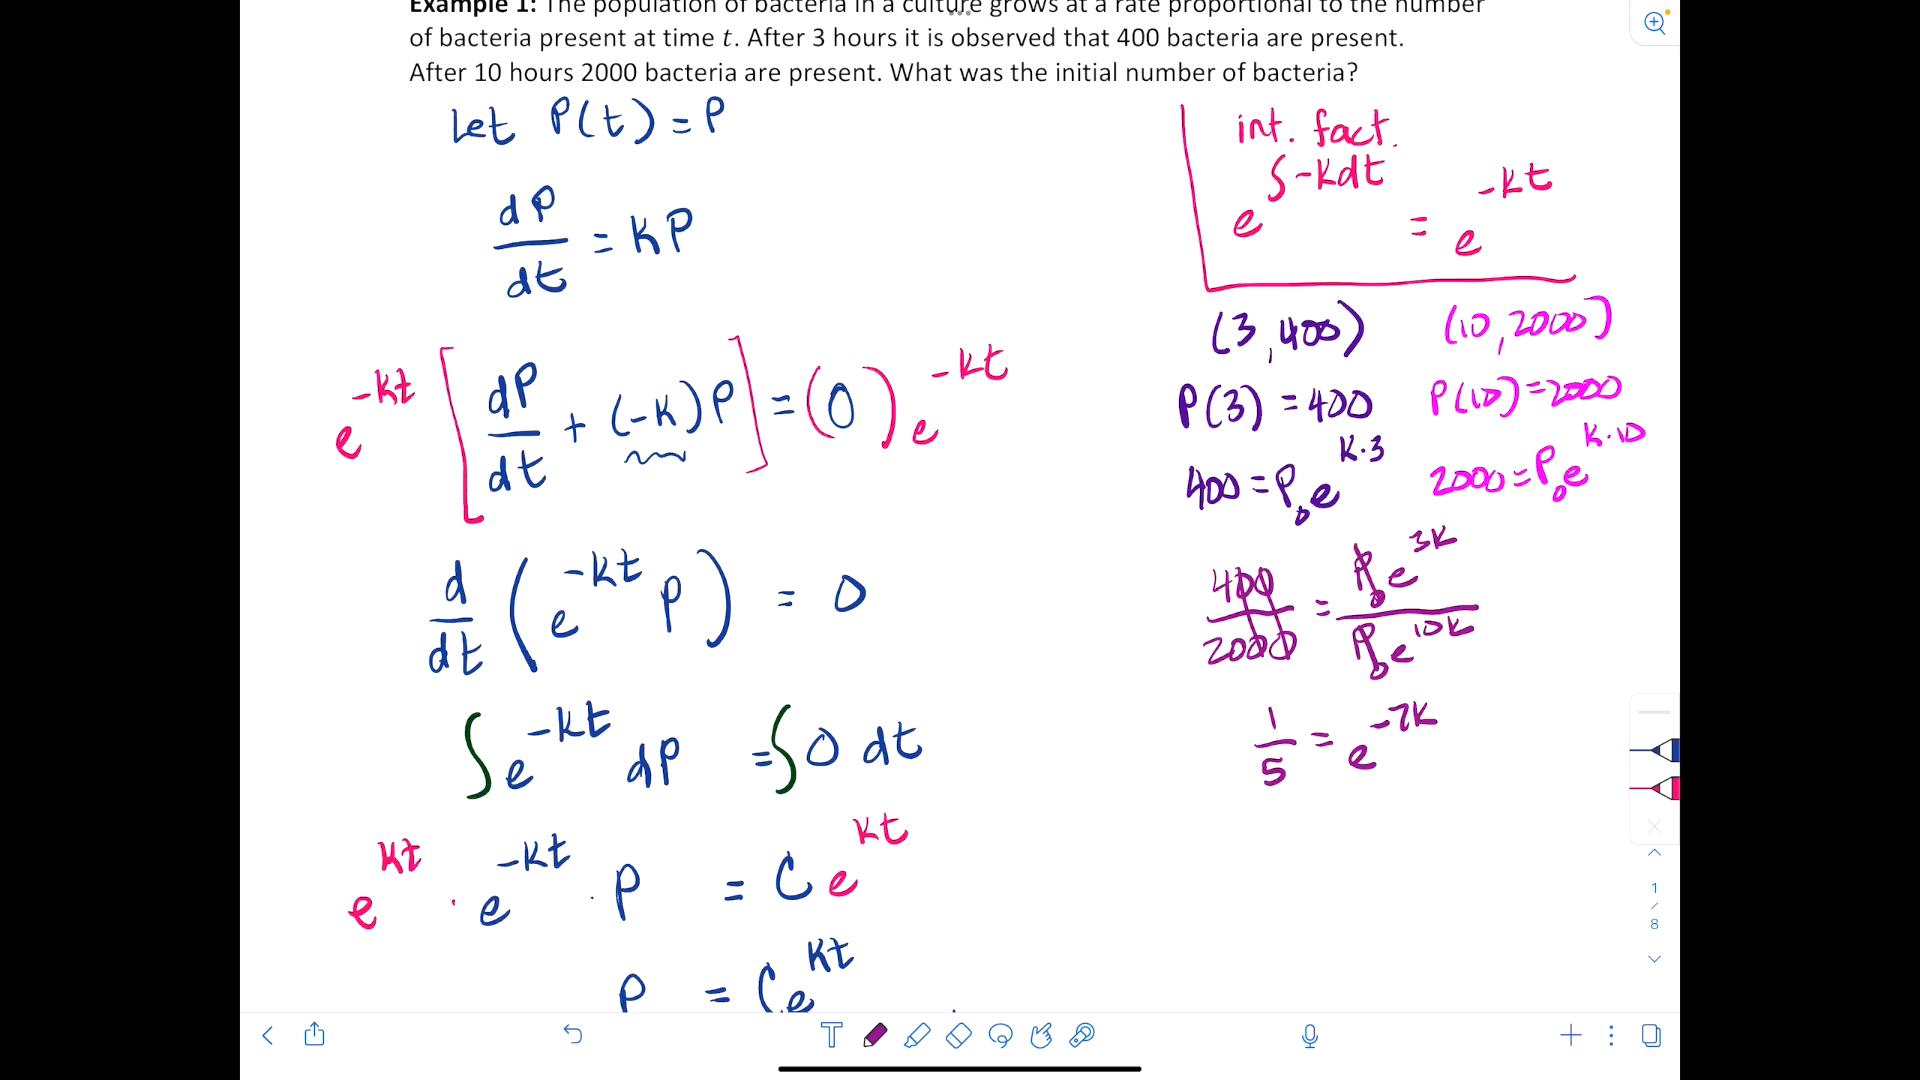 Example 1: The population of bacteria in a culture grows at a rate proportional to the number
of bacteria present at time t. After 3 hours it is observed that 400 bacteria are present.
After 10 hours 2000 bacteria are present. What was the initial number of bacteria?
Let P(t) = P
dP/dt = KP
e^-kt [dP/dt + (-K)P] = (0) e^-kt
d/dt (e^-kt P) = 0
∫e^-kt dP = ∫0 dt
e^kt · e^-kt · P = C e^kt
P = Ce^kt
int. fact.
e^∫-Kdt = e^-kt
(3, 400)
P(3) = 400
400 = P₀e^K·3
(10, 2000)
P(10) = 2000
2000 = P₀e^K·10
400/2000 = P₀e^3K/P₀e^10K
1/5 = e^-7K
1
/
8
T